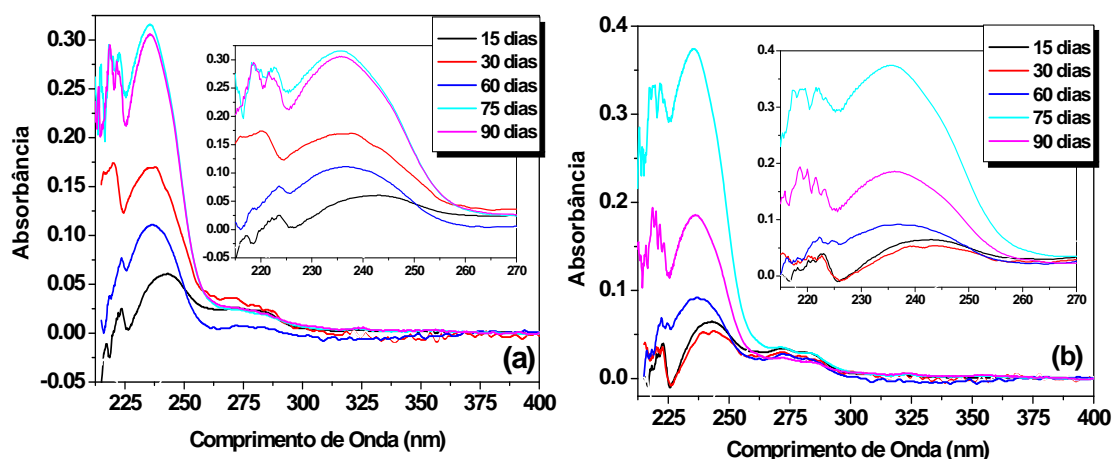 Absorbância
0.30
0.25
0.20
0.15
0.10
0.05
0.00
-0.05
225 250 275 300 325 350 375 400
Comprimento de Onda (nm)
0.30
0.25
0.20
0.15
0.10
0.05
0.00
-0.05
220 230 240 250 260 270
15 dias
30 dias
60 dias
75 dias
90 dias
(a)
Absorbância
0.4
0.3
0.2
0.1
0.0
225 250 275 300 325 350 375 400
Comprimento de Onda (nm)
0.4
0.3
0.2
0.1
0.0
220 230 240 250 260 270
15 dias
30 dias
60 dias
75 dias
90 dias
(b)